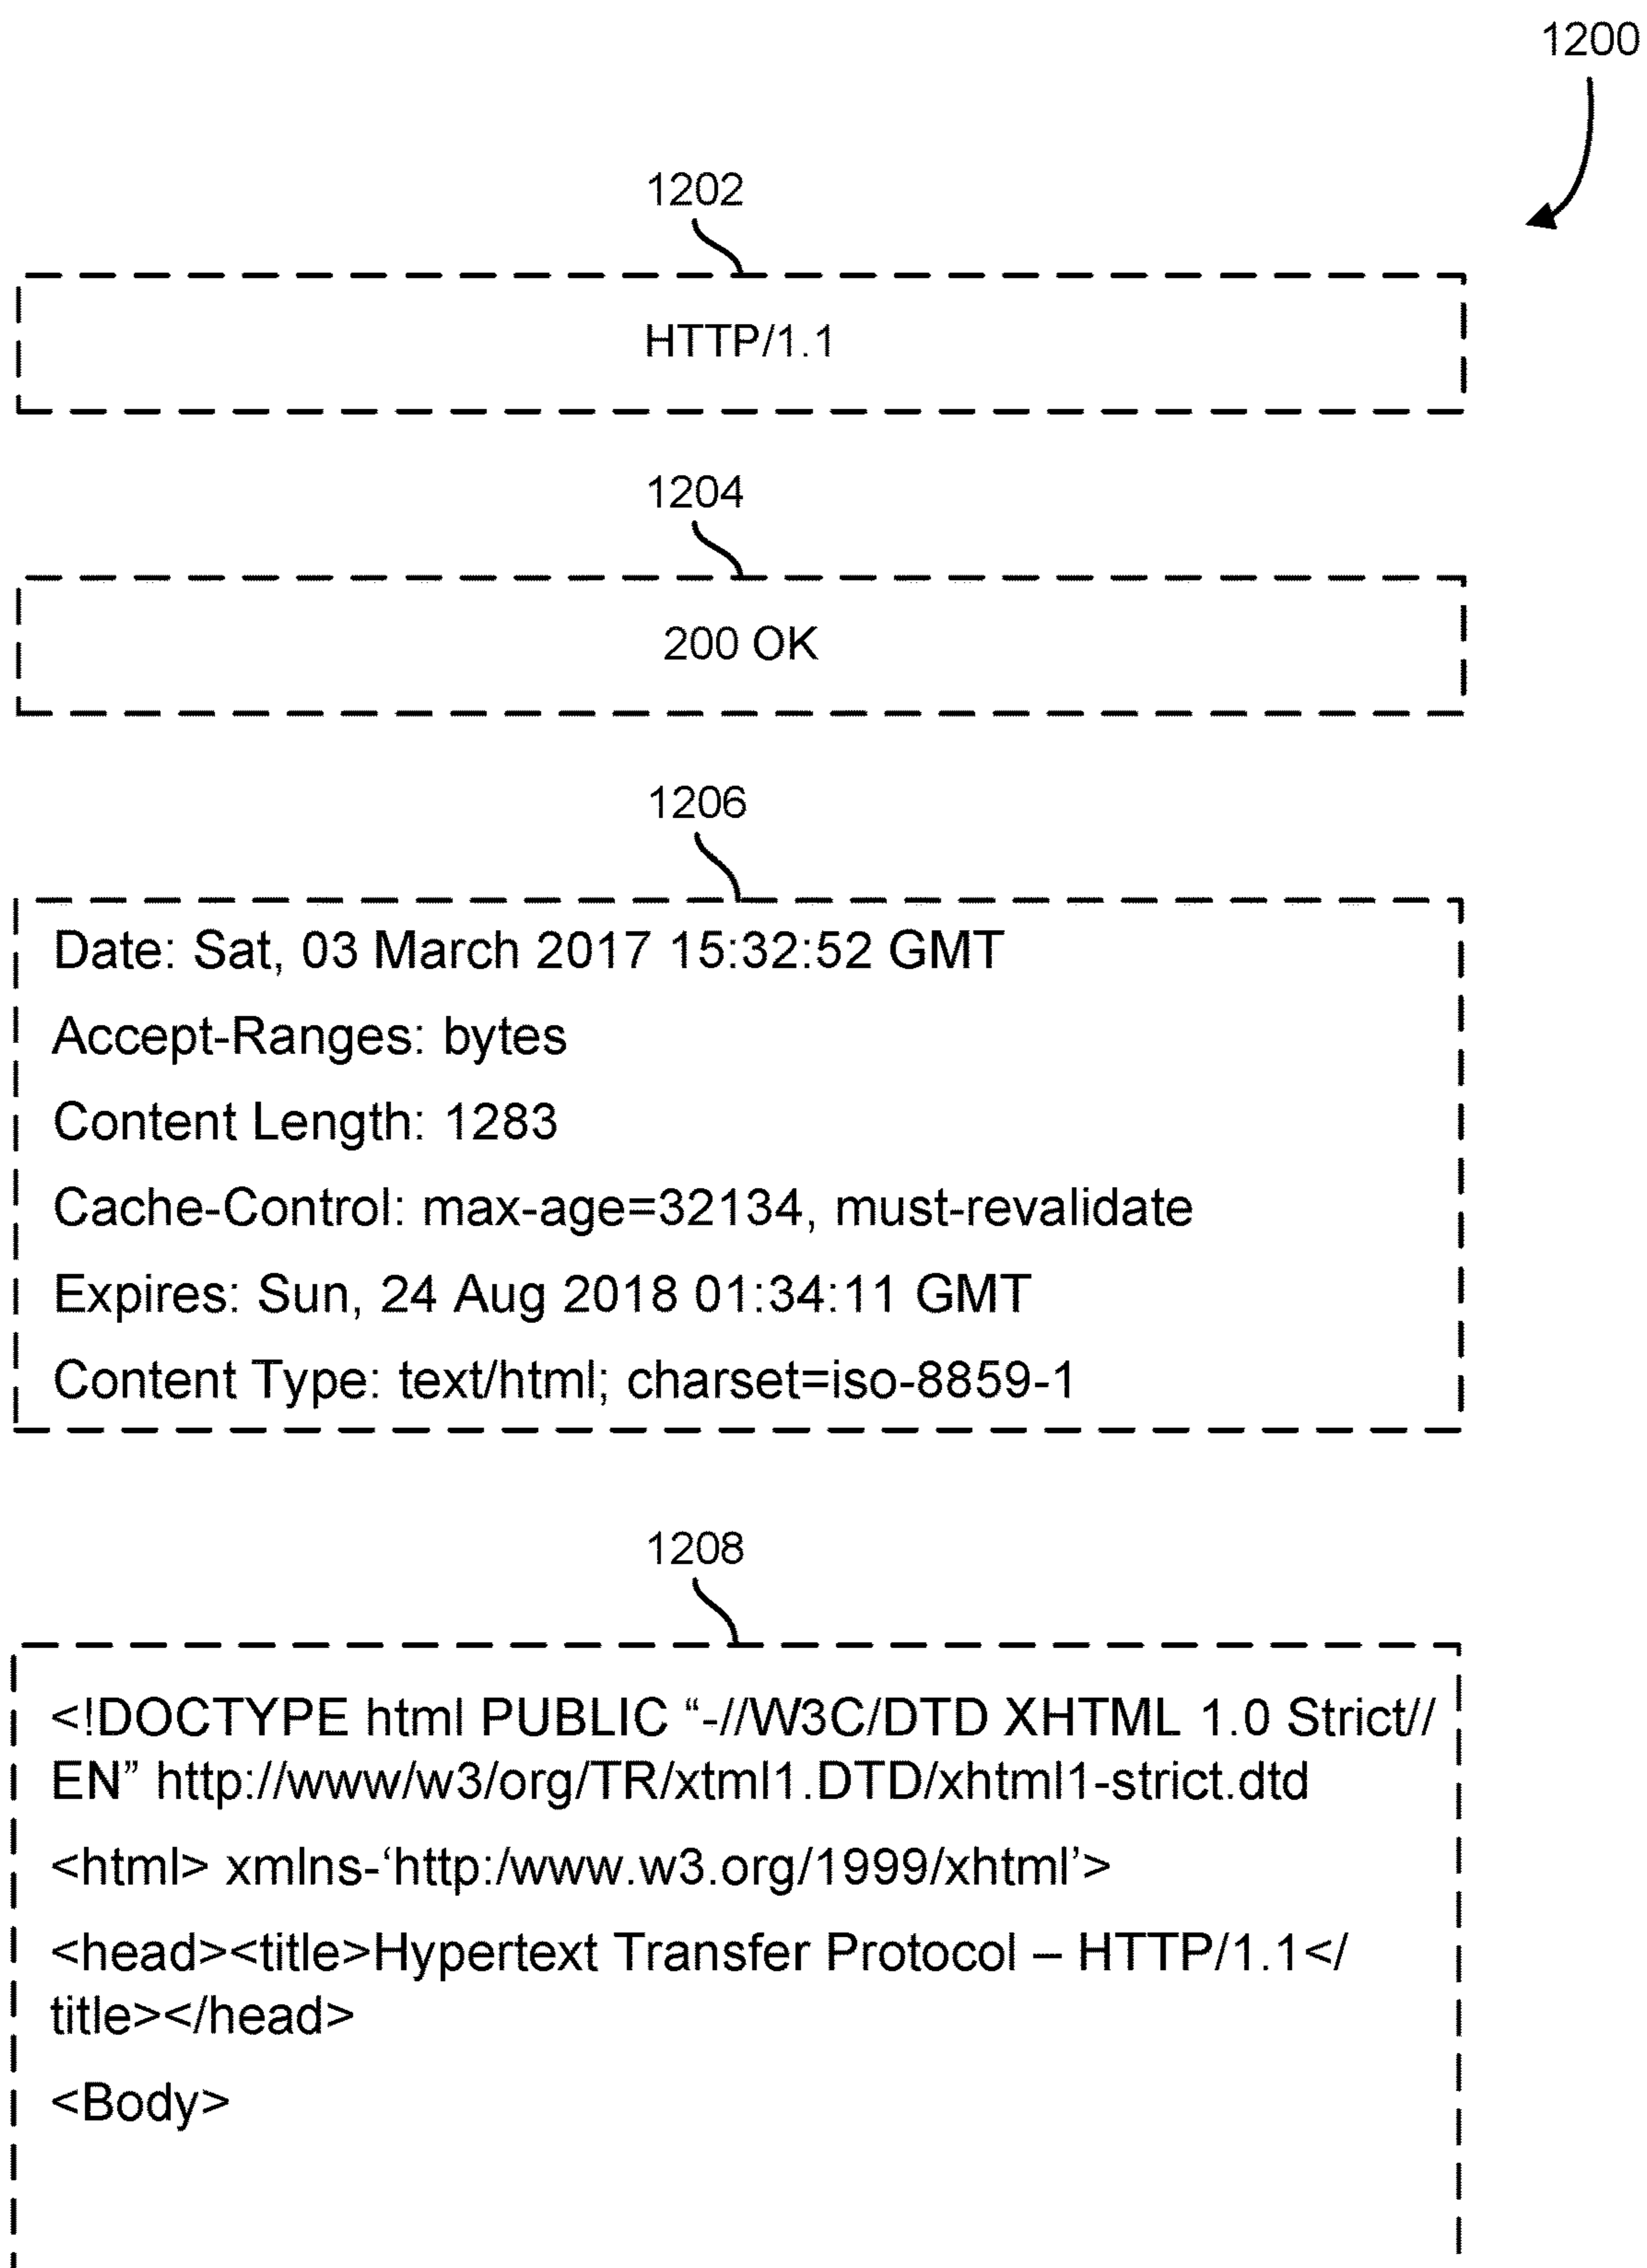 1200
1202
HTTP/1.1
1204
200 OK
1206
Date: Sat, 03 March 2017 15:32:52 GMT
Accept-Ranges: bytes
Content Length: 1283
Cache-Control: max-age=32134, must-revalidate
Expires: Sun, 24 Aug 2018 01:34:11 GMT
Content Type: text/html; charset=iso-8859-1
1208
<!DOCTYPE html PUBLIC “-//W3C/DTD XHTML 1.0 Strict//
EN” http://www/w3/org/TR/xtml1.DTD/xhtml1-strict.dtd
<html> xmlns-‘http:/www.w3.org/1999/xhtml’>
<head><title>Hypertext Transfer Protocol – HTTP/1.1</
title></head>
<Body>